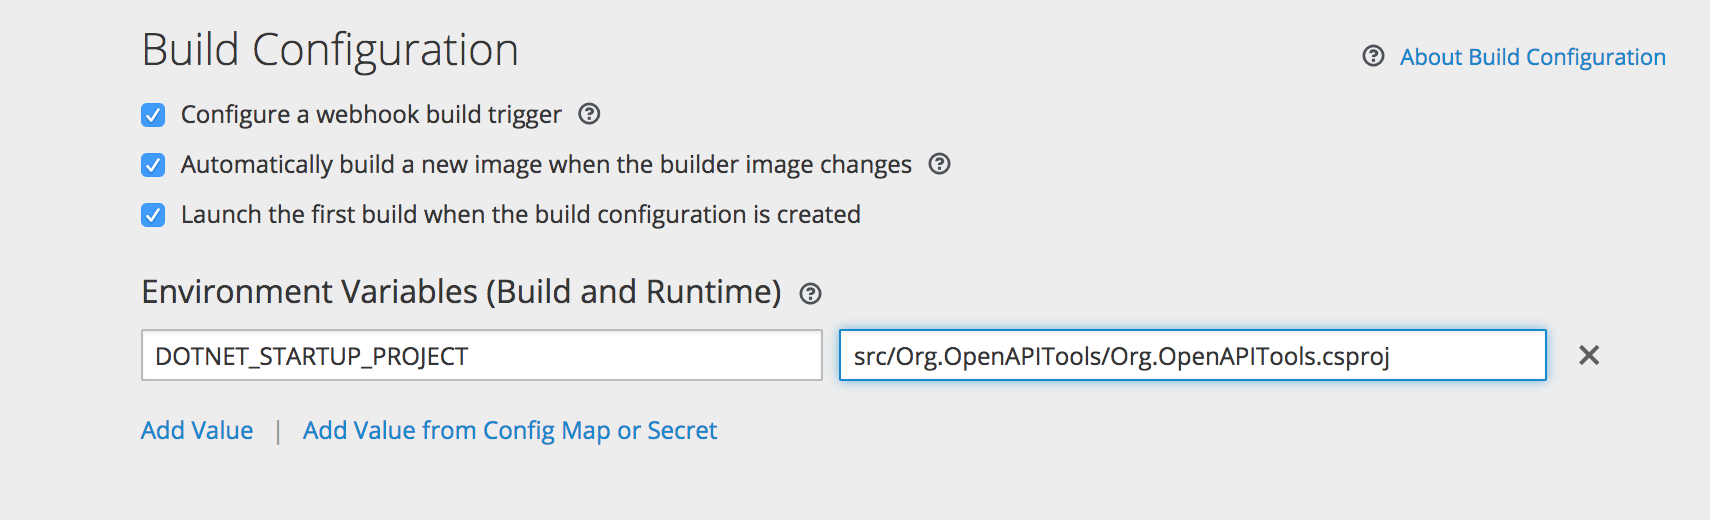 Build Configuration
About Build Configuration
Configure a webhook build trigger
Automatically build a new image when the builder image changes
Launch the first build when the build configuration is created
Environment Variables (Build and Runtime)
DOTNET_STARTUP_PROJECT
src/Org.OpenAPITools/Org.OpenAPITools.csproj
Add Value | Add Value from Config Map or Secret